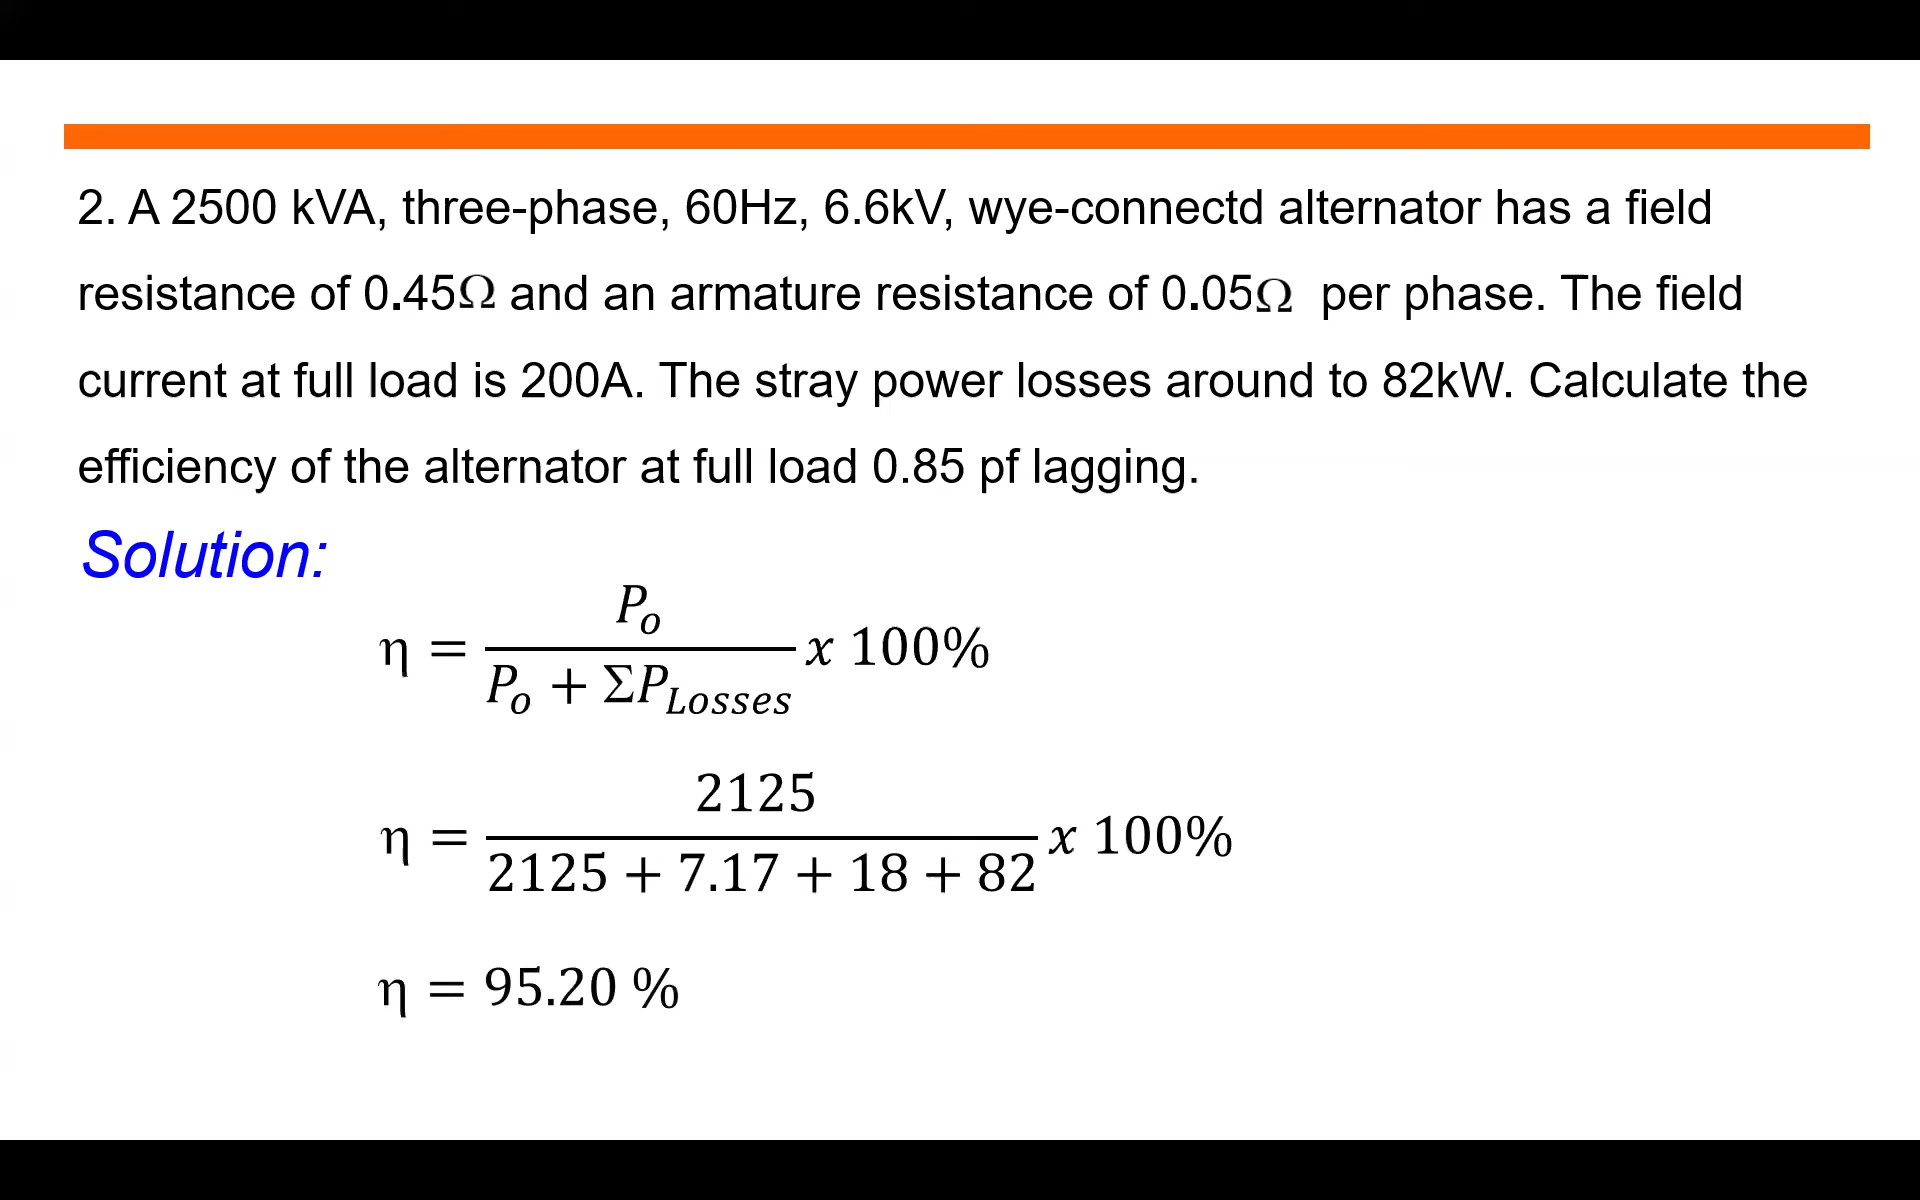 2. A 2500 kVA, three-phase, 60Hz, 6.6kV, wye-connectd alternator has a field
resistance of 0.45Ω and an armature resistance of 0.05Ω per phase. The field
current at full load is 200A. The stray power losses around to 82kW. Calculate the
efficiency of the alternator at full load 0.85 pf lagging.
Solution:
η = P_o / (P_o + ΣP_Losses) x 100%
η = 2125 / (2125 + 7.17 + 18 + 82) x 100%
η = 95.20 %